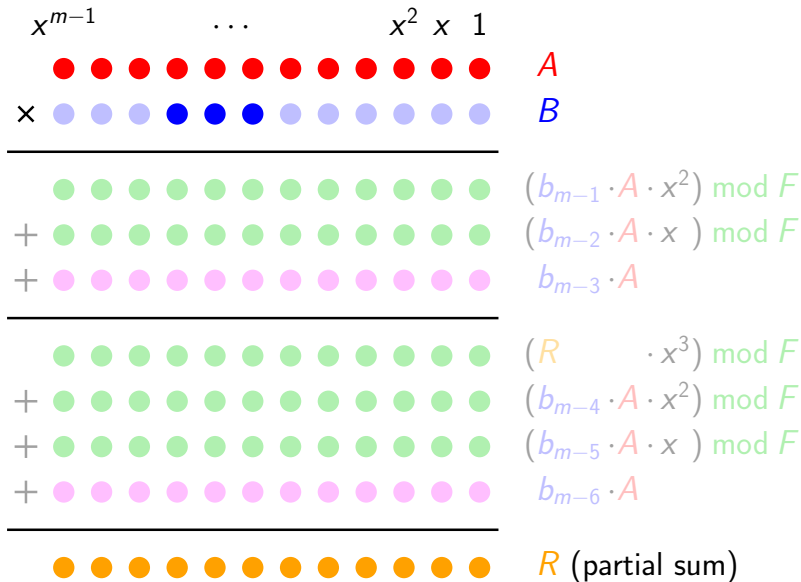 x^{m−1} ⋯ x^2 x 1
A
× B
(b_{m−1} · A · x^2) mod F
+ (b_{m−2} · A · x ) mod F
+ b_{m−3} · A
(R · x^3) mod F
+ (b_{m−4} · A · x^2) mod F
+ (b_{m−5} · A · x ) mod F
+ b_{m−6} · A
R (partial sum)